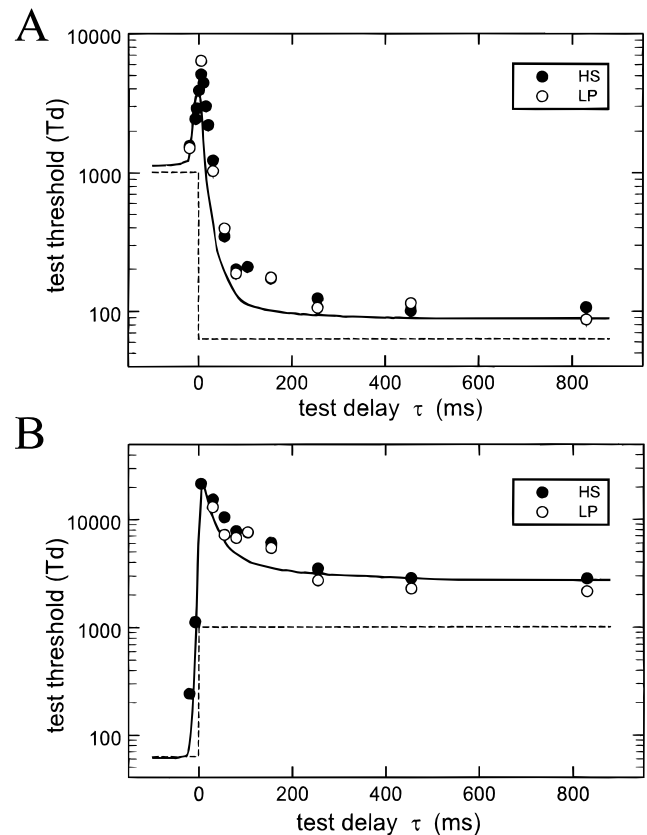 A
10000
1000
100
test threshold (Td)
HS
LP
0 200 400 600 800
test delay τ (ms)
B
10000
1000
100
test threshold (Td)
HS
LP
0 200 400 600 800
test delay τ (ms)